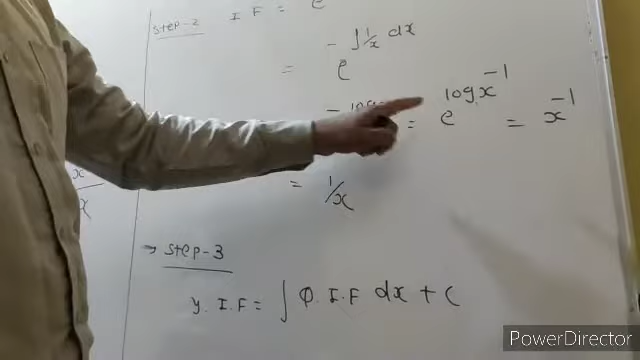 Step-2 I F = e
= e^{- ∫ 1/x dx}
- log = e^{log x^{-1}} = x^{-1}
= 1/x
→ Step-3
y. I.F = ∫ Q. I.F dx + C
x
x
PowerDirector